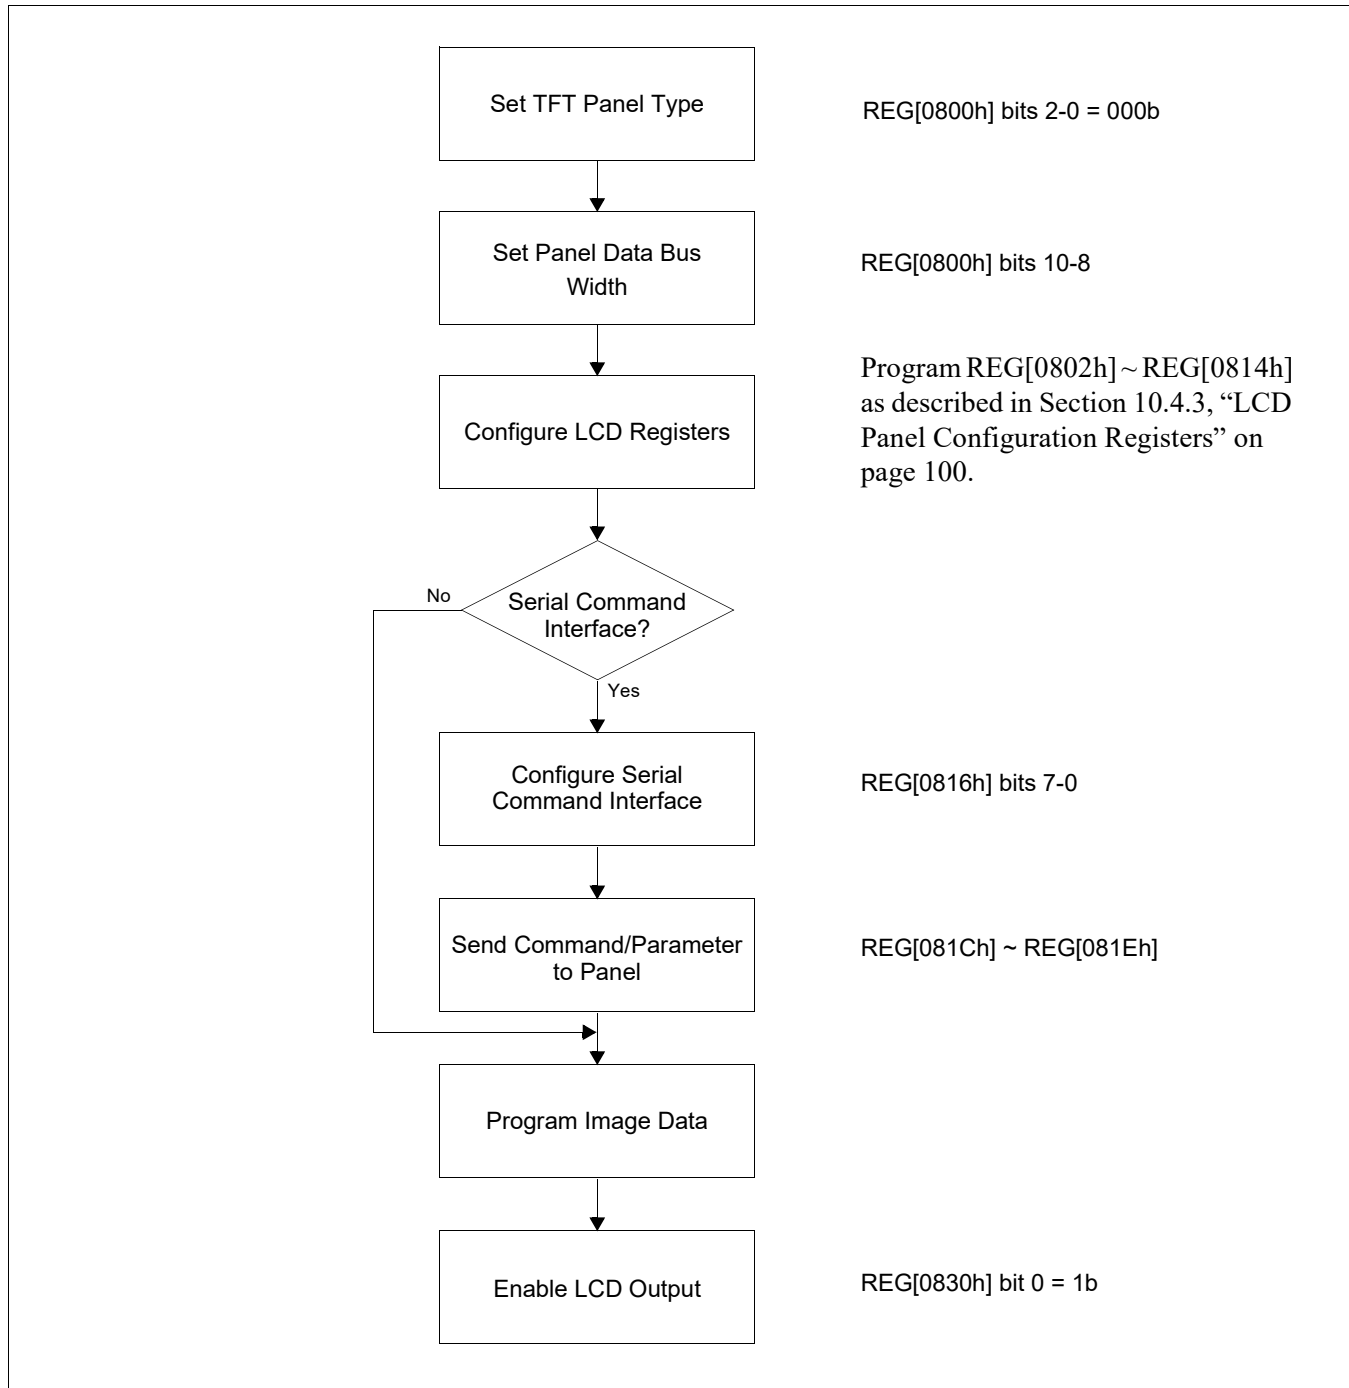 Set TFT Panel Type
REG[0800h] bits 2-0 = 000b
Set Panel Data Bus
Width
REG[0800h] bits 10-8
Configure LCD Registers
Program REG[0802h] ~ REG[0814h]
as described in Section 10.4.3, “LCD
Panel Configuration Registers” on
page 100.
No
Serial Command
Interface?
Yes
Configure Serial
Command Interface
REG[0816h] bits 7-0
Send Command/Parameter
to Panel
REG[081Ch] ~ REG[081Eh]
Program Image Data
Enable LCD Output
REG[0830h] bit 0 = 1b